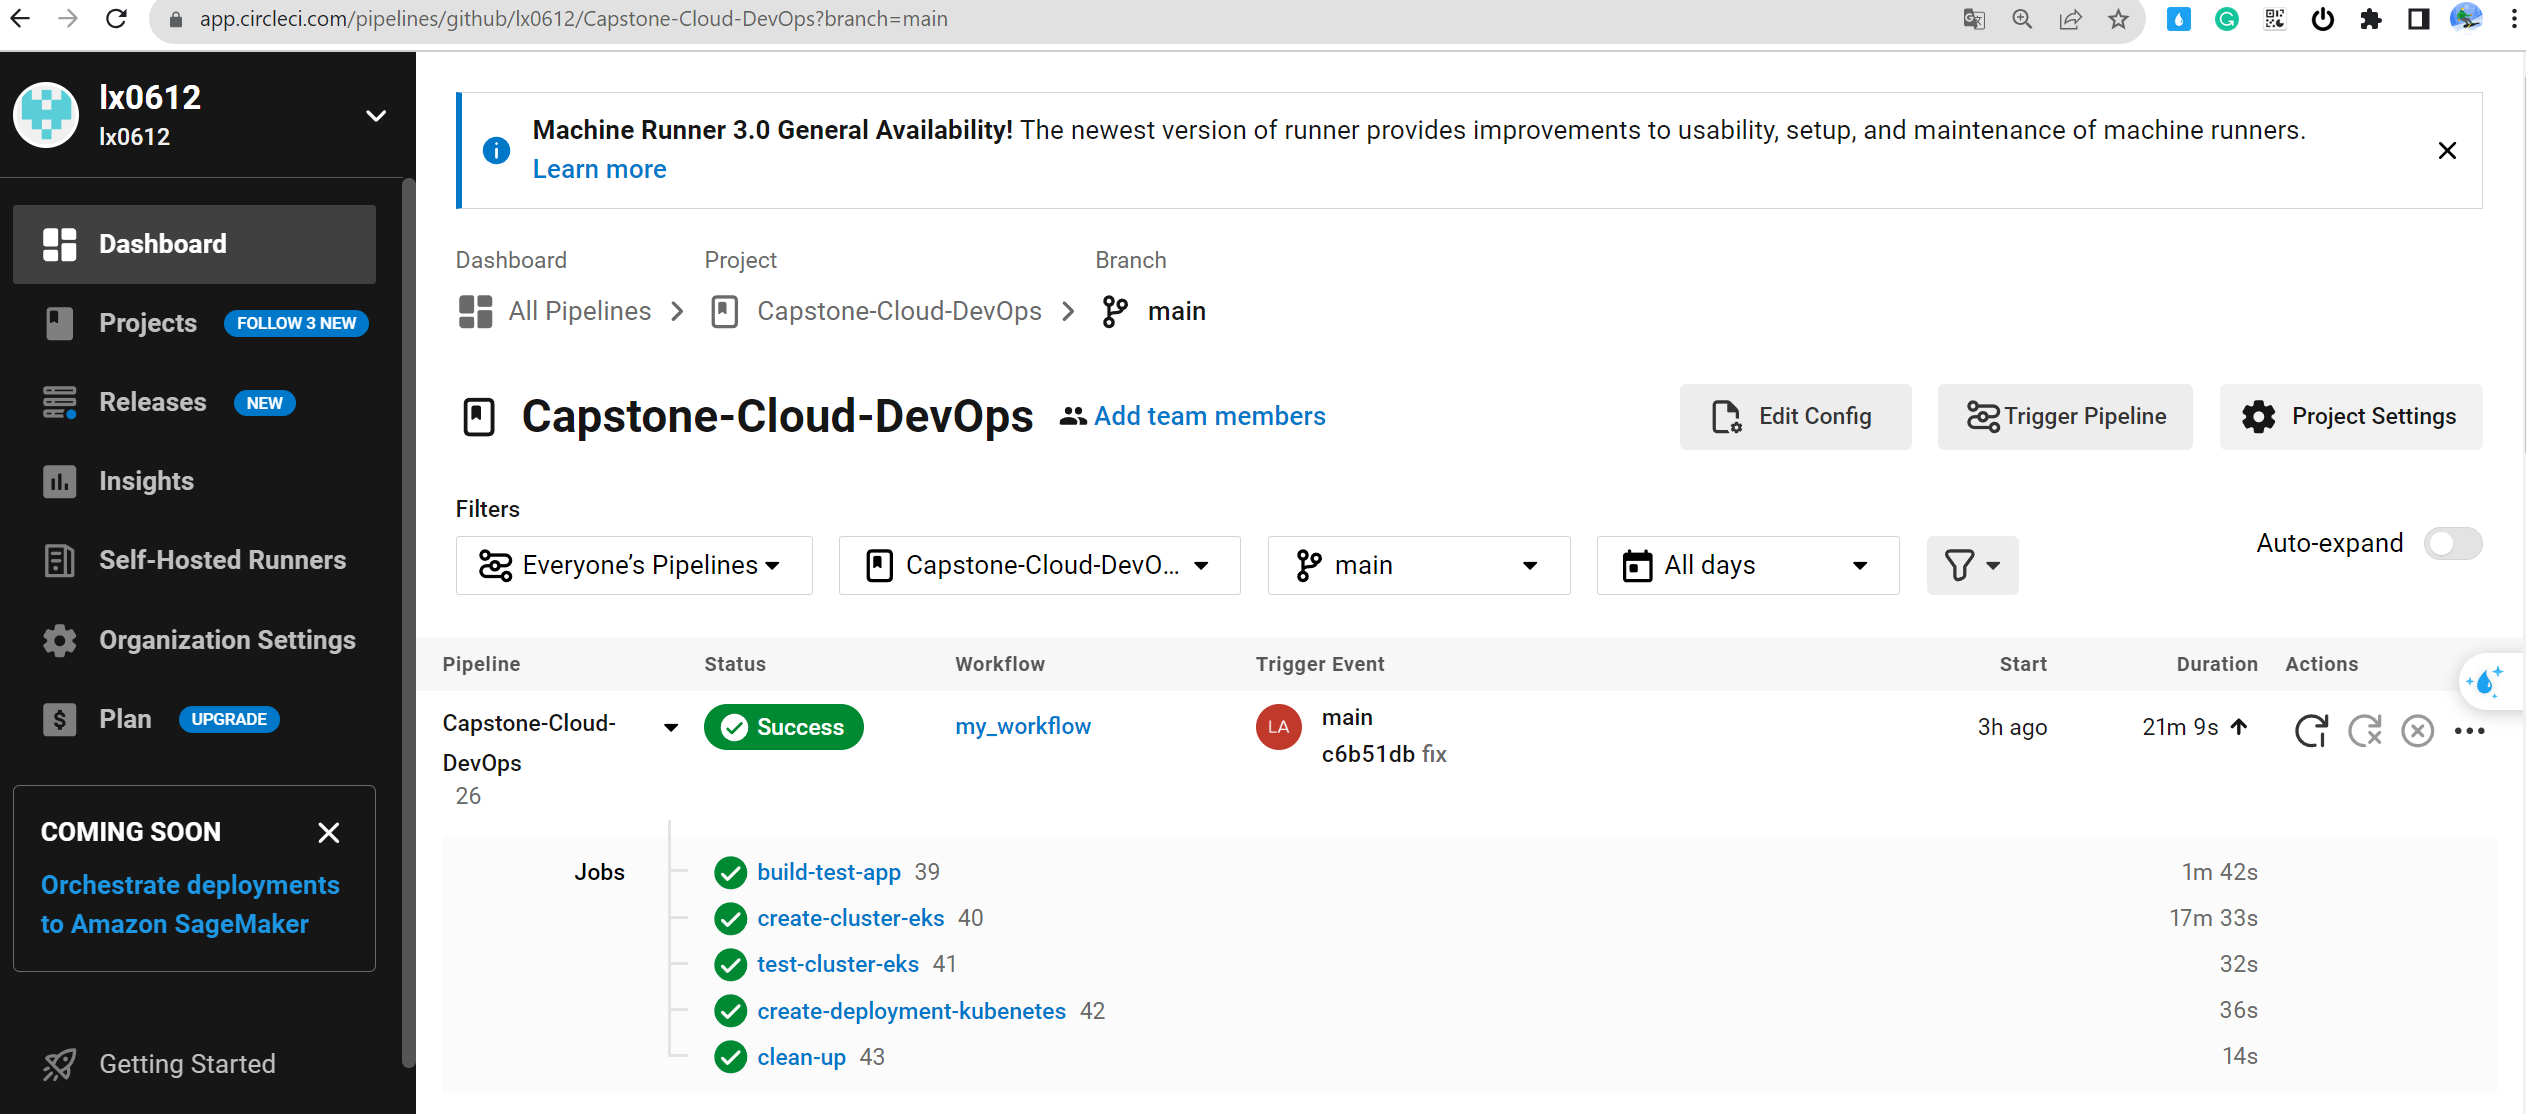 app.circleci.com/pipelines/github/lx0612/Capstone-Cloud-DevOps?branch=main
lx0612
lx0612
Dashboard
Projects FOLLOW 3 NEW
Releases NEW
Insights
Self-Hosted Runners
Organization Settings
Plan UPGRADE
COMING SOON
Orchestrate deployments
to Amazon SageMaker
Getting Started
Machine Runner 3.0 General Availability! The newest version of runner provides improvements to usability, setup, and maintenance of machine runners.
Learn more
Dashboard Project Branch
All Pipelines Capstone-Cloud-DevOps main
Capstone-Cloud-DevOps Add team members Edit Config Trigger Pipeline Project Settings
Filters
Everyone’s Pipelines Capstone-Cloud-DevO... main All days Auto-expand
Pipeline Status Workflow Trigger Event Start Duration Actions
Capstone-Cloud-
DevOps
26
Success my_workflow LA main 3h ago 21m 9s
c6b51db fix
Jobs
build-test-app 39 1m 42s
create-cluster-eks 40 17m 33s
test-cluster-eks 41 32s
create-deployment-kubenetes 42 36s
clean-up 43 14s